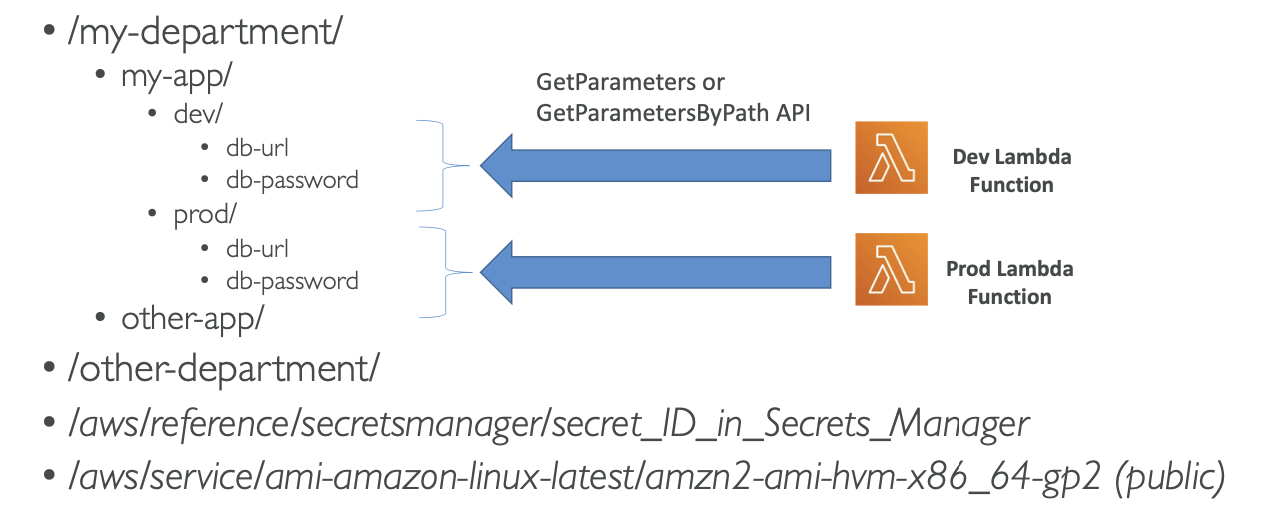 • /my-department/
• my-app/
GetParameters or
GetParametersByPath API
• dev/
• db-url
• db-password
Dev Lambda
Function
• prod/
• db-url
• db-password
Prod Lambda
Function
• other-app/
• /other-department/
• /aws/reference/secretsmanager/secret_ID_in_Secrets_Manager
• /aws/service/ami-amazon-linux-latest/amzn2-ami-hvm-x86_64-gp2 (public)